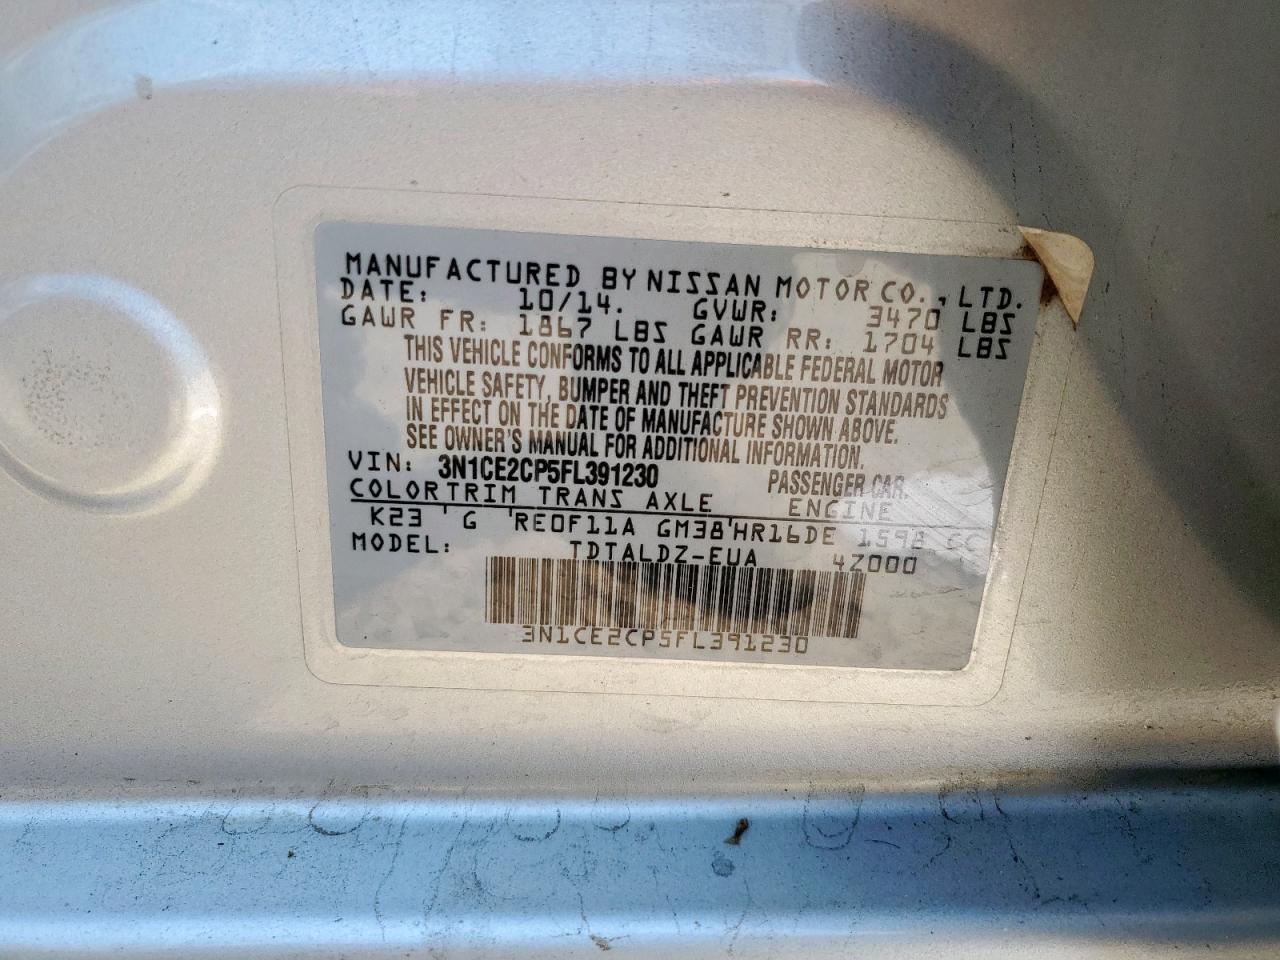 MANUFACTURED BY NISSAN MOTOR CO., LTD.
DATE: 10/14. GVWR: 3470 LBS
GAWR FR: 1867 LBS GAWR RR: 1704 LBS
THIS VEHICLE CONFORMS TO ALL APPLICABLE FEDERAL MOTOR
VEHICLE SAFETY, BUMPER AND THEFT PREVENTION STANDARDS
IN EFFECT ON THE DATE OF MANUFACTURE SHOWN ABOVE.
SEE OWNER'S MANUAL FOR ADDITIONAL INFORMATION.
VIN: 3N1CE2CP5FL391230 PASSENGER CAR.
COLORTRIM TRANS AXLE ENGINE
K23 'G 'RE0F11A GM38'HR16DE 1598 CC
MODEL: TDTALDZ-EUA 4Z000
3N1CE2CP5FL391230